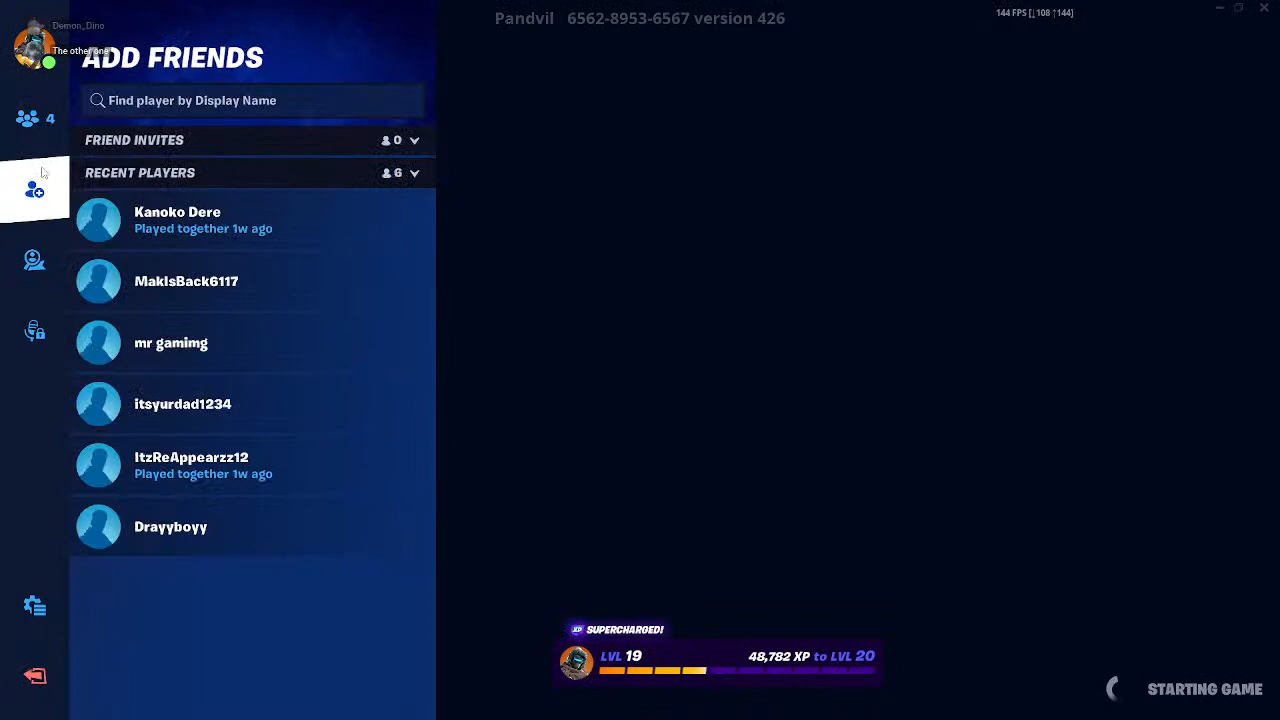 Demon_Dino
The other one
Pandvil 6562-8953-6567 version 426
144 FPS [↓108 ↑144]
ADD FRIENDS
Find player by Display Name
4
FRIEND INVITES 0
RECENT PLAYERS 6
Kanoko Dere
Played together 1w ago
MakIsBack6117
mr gamimg
itsyurdad1234
ItzReAppearzz12
Played together 1w ago
Drayyboyy
XP SUPERCHARGED!
LVL 19 48,782 XP to LVL 20
STARTING GAME